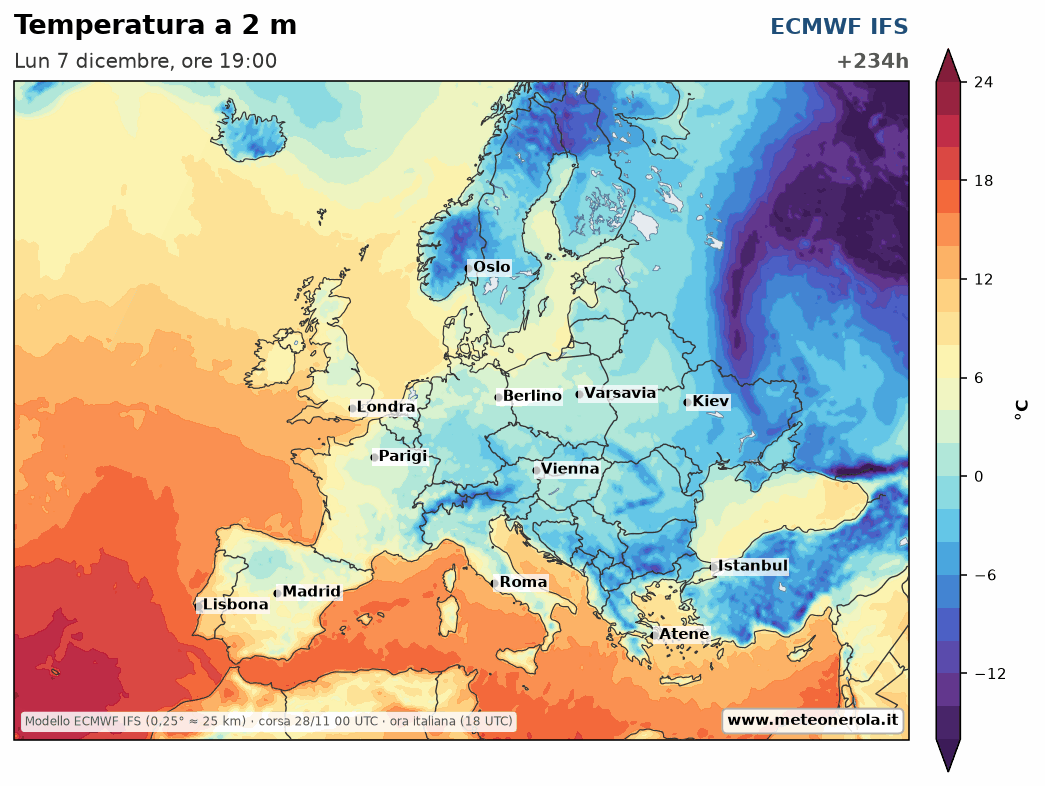 Temperatura a 2 m
ECMWF IFS
Lun 7 dicembre, ore 19:00
+234h
24
18
12
6
0
−6
−12
°C
Oslo
Londra
Berlino
Varsavia
Kiev
Parigi
Vienna
Istanbul
Roma
Madrid
Lisbona
Atene
Modello ECMWF IFS (0,25° ≈ 25 km) · corsa 28/11 00 UTC · ora italiana (18 UTC)
www.meteonerola.it